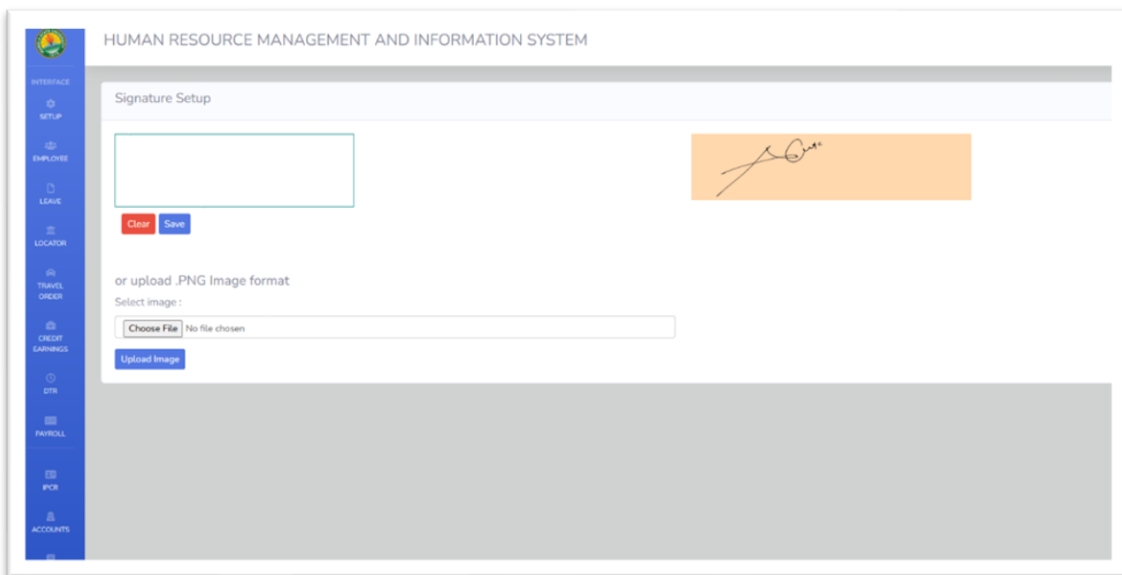 HUMAN RESOURCE MANAGEMENT AND INFORMATION SYSTEM
INTERFACE
SETUP
EMPLOYEE
LEAVE
LOCATOR
TRAVEL
ORDER
CREDIT
EARNINGS
DTR
PAYROLL
IPCR
ACCOUNTS
Signature Setup
Clear Save
or upload .PNG Image format
Select image :
Choose File No file chosen
Upload Image